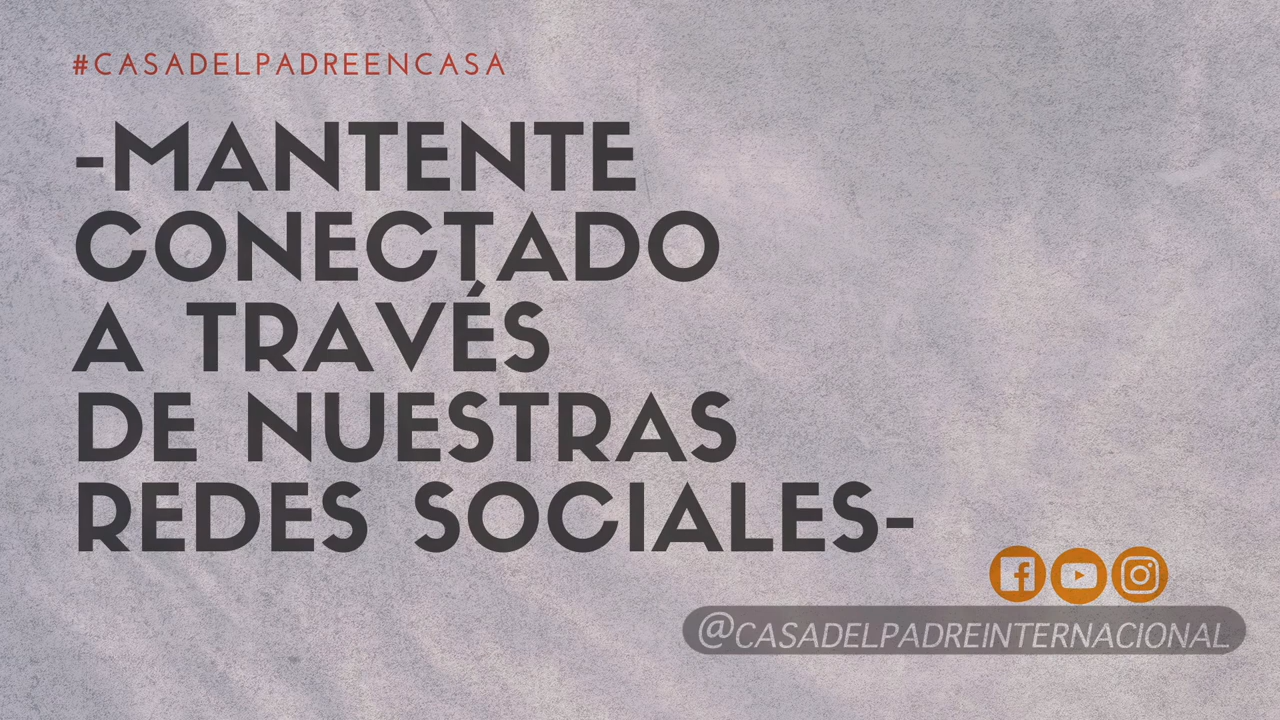 #CASADELPADREENCASA
-MANTENTE
CONECTADO
A TRAVÉS
DE NUESTRAS
REDES SOCIALES-
@CASADELPADREINTERNACIONAL